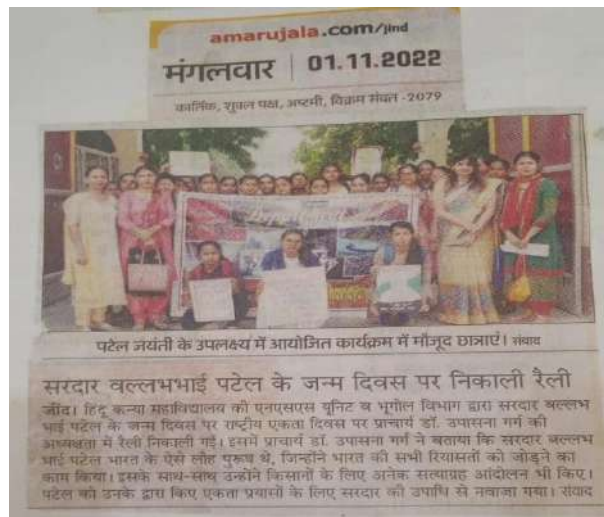 amarujala.com/jind
मंगलवार | 01.11.2022
कार्तिक, शुक्ल पक्ष, अष्टमी, विक्रम संवत -2079
पटेल जयंती के उपलक्ष्य में आयोजित कार्यक्रम में मौजूद छात्राएं। संवाद
सरदार वल्लभभाई पटेल के जन्म दिवस पर निकाली रैली
जींद। हिंदू कन्या महाविद्यालय की एनएसएस यूनिट व भूगोल विभाग द्वारा सरदार वल्लभ
भाई पटेल के जन्म दिवस पर राष्ट्रीय एकता दिवस पर प्राचार्य डॉ. उपासना गर्ग की
अध्यक्षता में रैली निकाली गई। इसमें प्राचार्य डॉ. उपासना गर्ग ने बताया कि सरदार वल्लभ
भाई पटेल भारत के ऐसे लौह पुरूष थे, जिन्होंने भारत की सभी रियासतों को जोड़ने का
काम किया। इसके साथ-साथ उन्होंने किसानों के लिए अनेक सत्याग्रह आंदोलन भी किए।
पटेल को उनके द्वारा किए एकता प्रयासों के लिए सरदार की उपाधि से नवाजा गया। संवाद